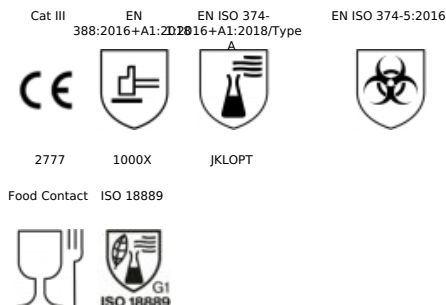 Cat III EN EN ISO 374- EN ISO 374-5:2016
388:2016+A1:2018 1:2016+A1:2018/Type
A
CE
2777 1000X JKLOPT
Food Contact ISO 18889
G1
ISO 18889